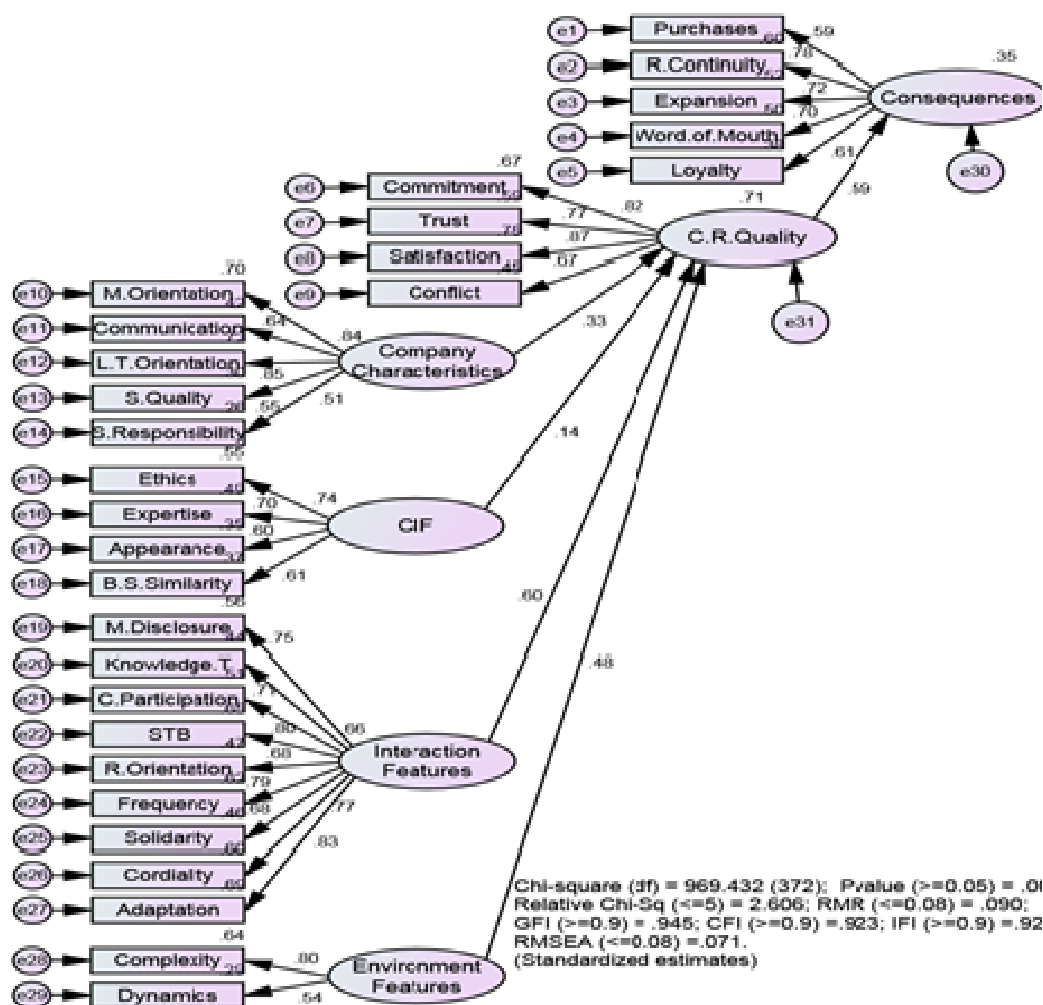 e1 Purchases .59
.78 .35
e2 R.Continuity
.72 Consequences
e3 Expansion
.70
e4 Word.of.Mouth
.61
e5 Loyalty e30
.67 .59
e6 Commitment .82 .71
.77
e7 Trust C.R.Quality
.87
e8 Satisfaction
.67
e9 Conflict
.70 e31
e10 M.Orientation .33
.64
e11 Communication .84 Company
Characteristics
e12 L.T.Orientation
.85
e13 S.Quality .51
.55
e14 S.Responsibility .14
.55
e15 Ethics .74
.70
e16 Expertise CIF
.60
e17 Appearance
.61
e18 B.S.Similarity
.56 .60
e19 M.Disclosure .75
.48
e20 Knowledge.T
.71
e21 C.Participation .66
.80
e22 STB Interaction
.68 Features
e23 R.Orientation
.79 .77
e24 Frequency
.68
e25 Solidarity .83
e26 Cordialty
e27 Adaptation
Chi-square (df) = 969.432 (372); Pvalue (>=0.05) =
Relative Chi-Sq (<=5) = 2.606; RMR (<=0.08) = .090;
GFI (>=0.9) = .945; CFI (>=0.9) =.923; IFI (>=0.9) =.92
RMSEA (<=0.08) =.071.
(Standardized estimates)
.64
e28 Complexity .80 Environment
Features
e29 Dynamics .54